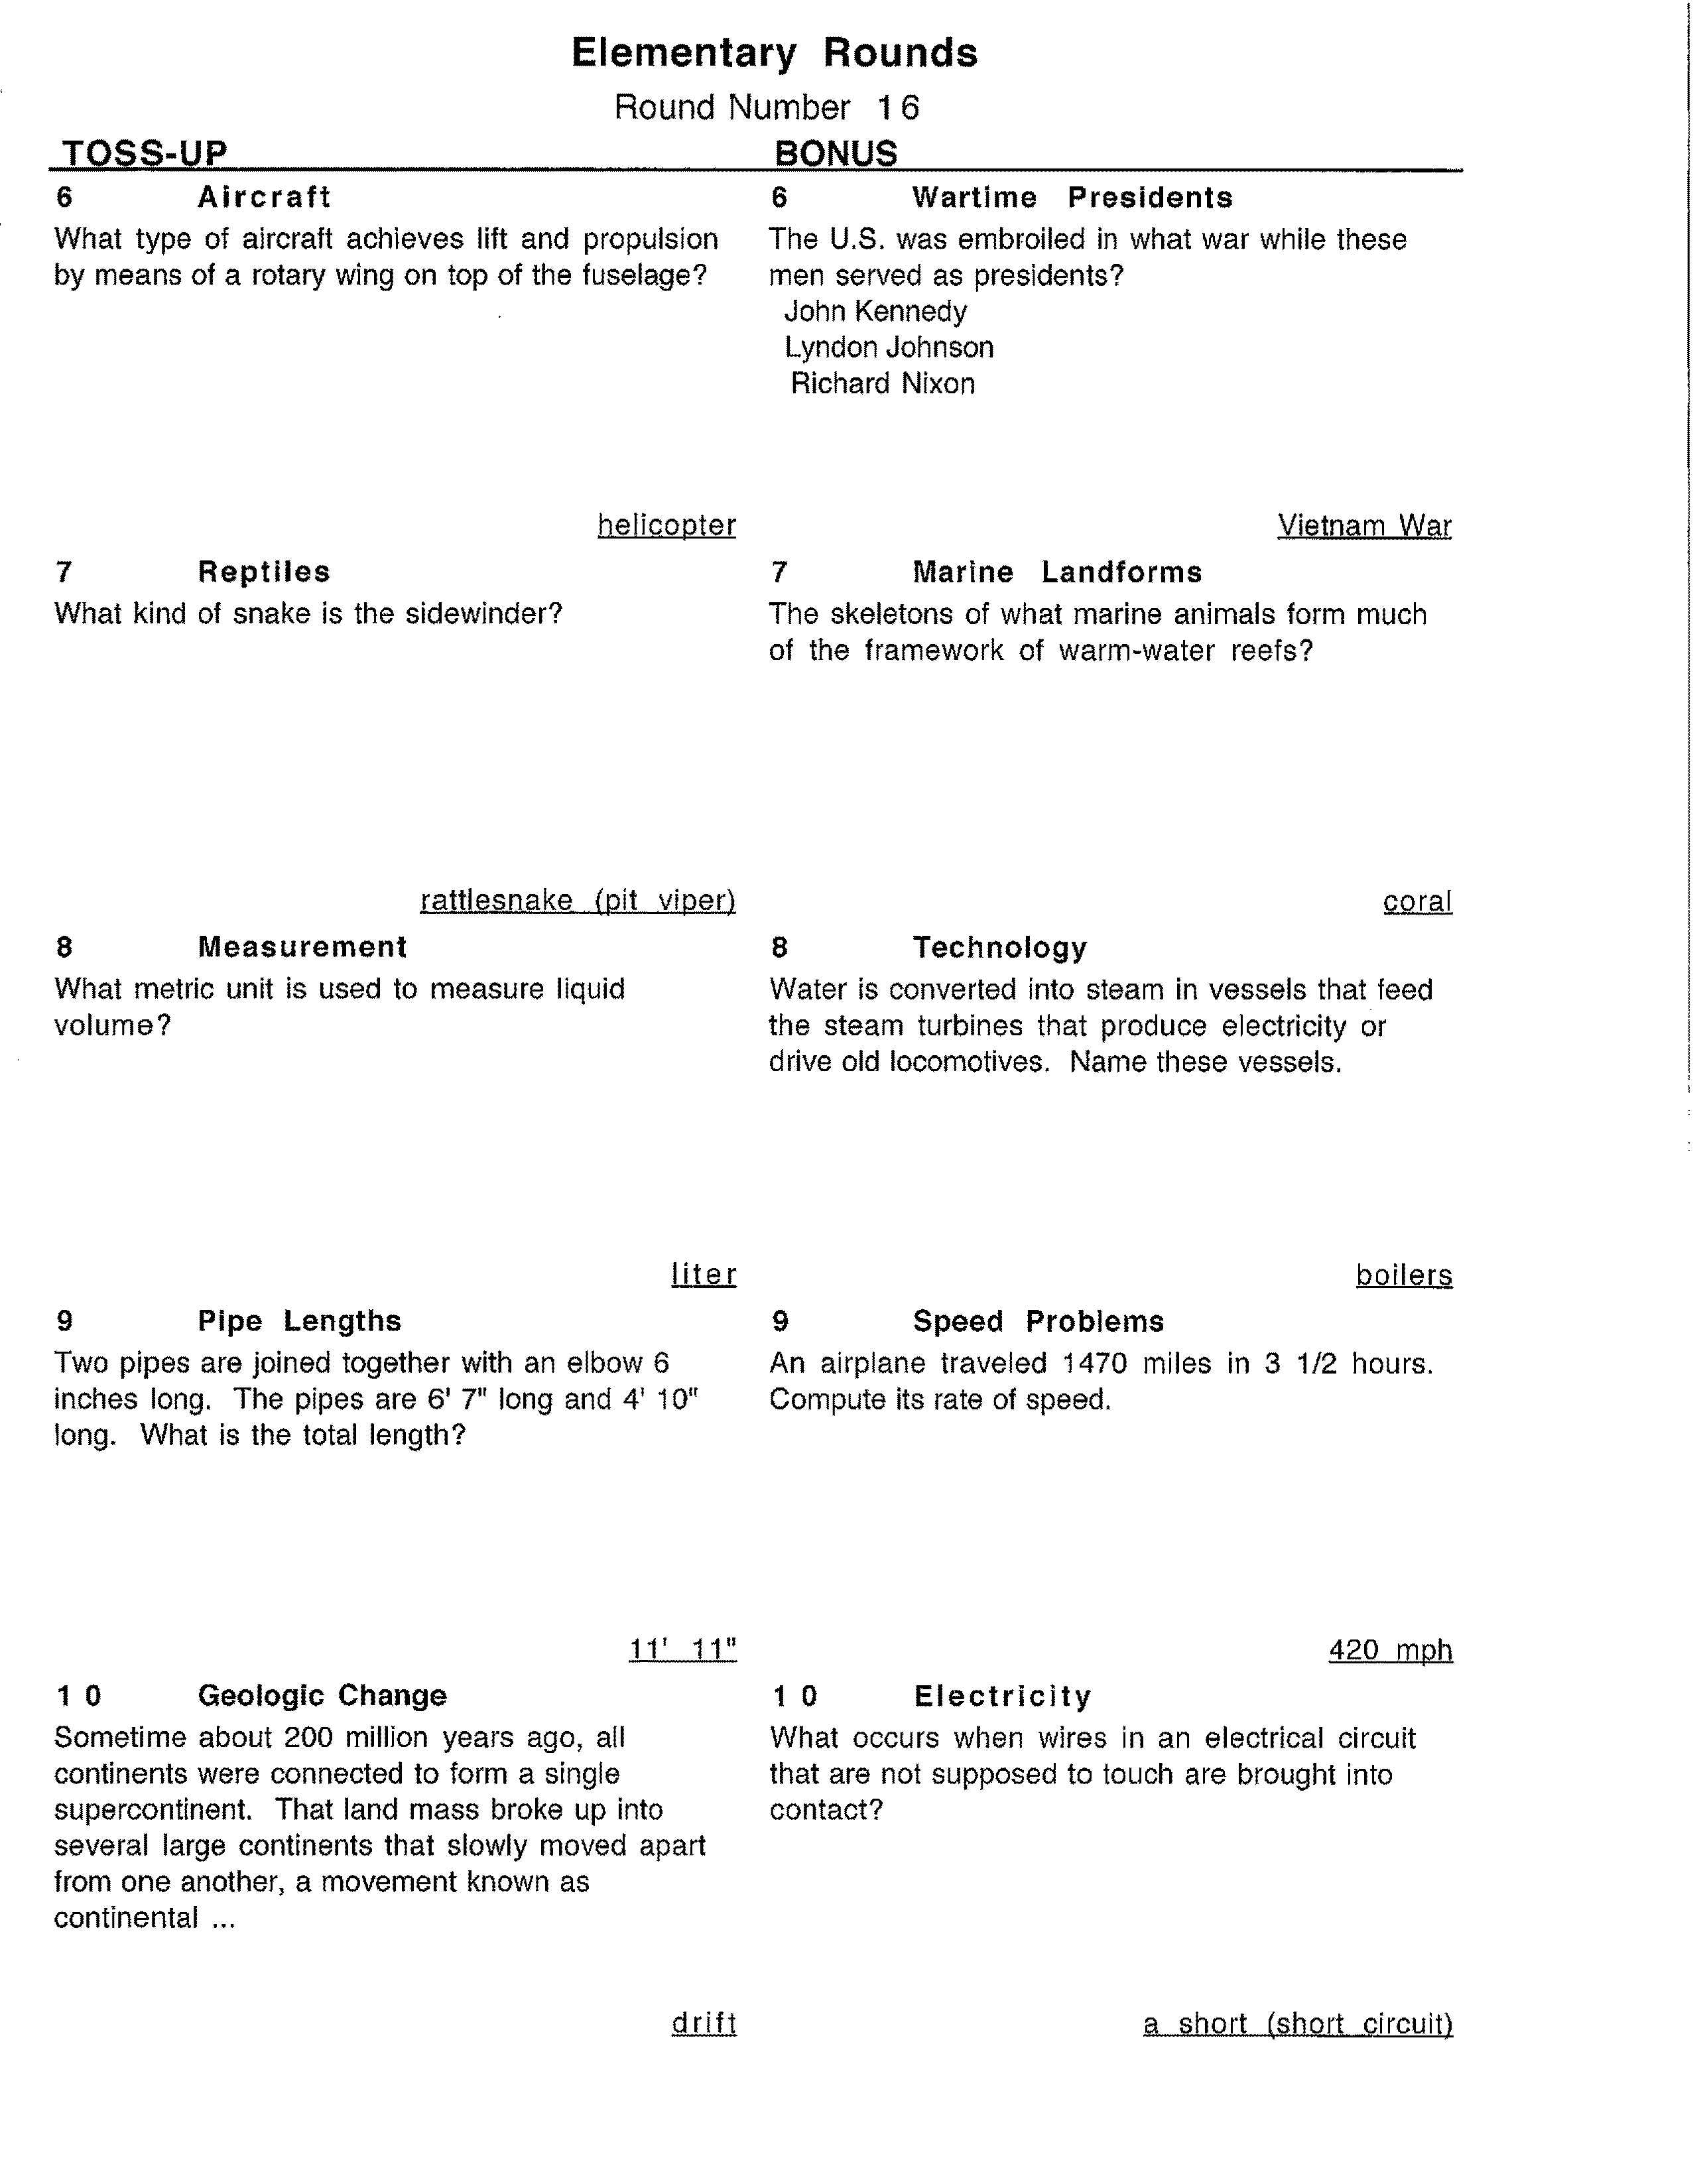 Elementary Rounds
Round Number 16
TOSS-UP
6 Aircraft
What type of aircraft achieves lift and propulsion
by means of a rotary wing on top of the fuselage?
helicopter
7 Reptiles
What kind of snake is the sidewinder?
rattlesnake (pit viper)
8 Measurement
What metric unit is used to measure liquid
volume?
liter
9 Pipe Lengths
Two pipes are joined together with an elbow 6
inches long. The pipes are 6' 7" long and 4' 10"
long. What is the total length?
11' 11"
10 Geologic Change
Sometime about 200 million years ago, all
continents were connected to form a single
supercontinent. That land mass broke up into
several large continents that slowly moved apart
from one another, a movement known as
continental ...
drift
BONUS
6 Wartime Presidents
The U.S. was embroiled in what war while these
men served as presidents?
John Kennedy
Lyndon Johnson
Richard Nixon
Vietnam War
7 Marine Landforms
The skeletons of what marine animals form much
of the framework of warm-water reefs?
coral
8 Technology
Water is converted into steam in vessels that feed
the steam turbines that produce electricity or
drive old locomotives. Name these vessels.
boilers
9 Speed Problems
An airplane traveled 1470 miles in 3 1/2 hours.
Compute its rate of speed.
420 mph
10 Electricity
What occurs when wires in an electrical circuit
that are not supposed to touch are brought into
contact?
a short (short circuit)